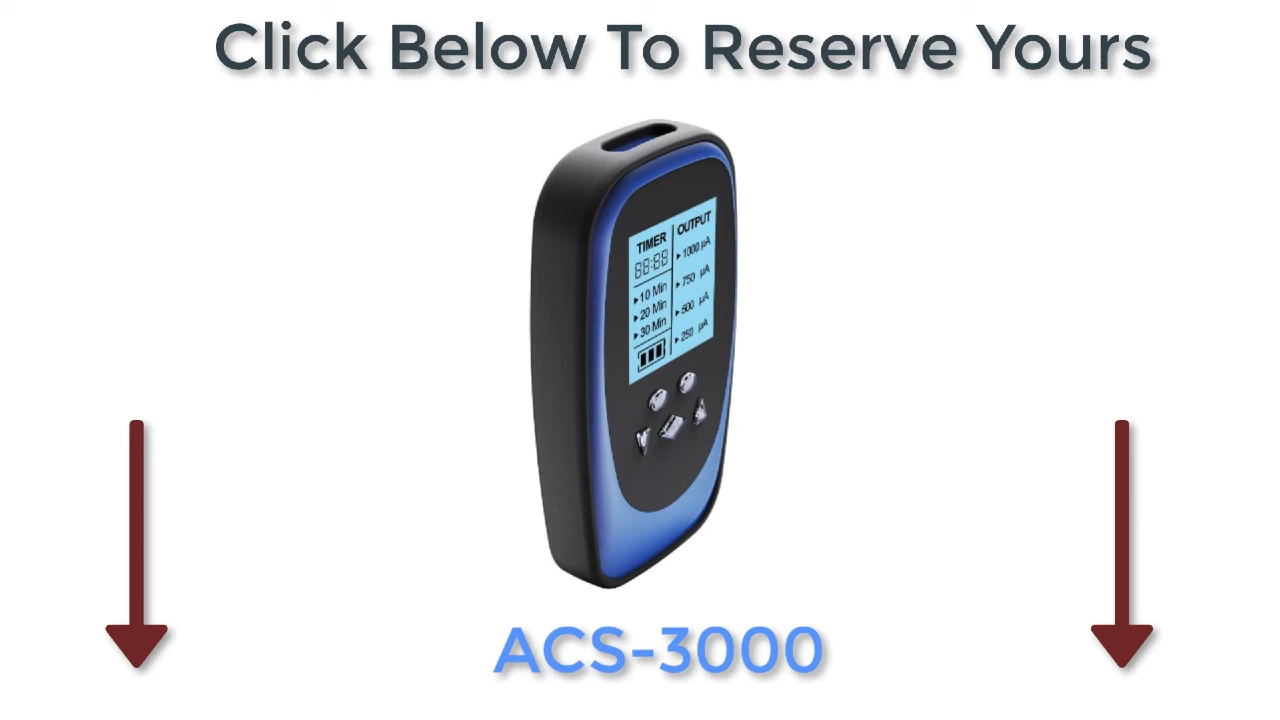 Click Below To Reserve Yours
TIMER
88:88
▸10 Min
▸20 Min
▸30 Min
OUTPUT
▸1000 µA
▸750 µA
▸500 µA
▸250 µA
ACS-3000